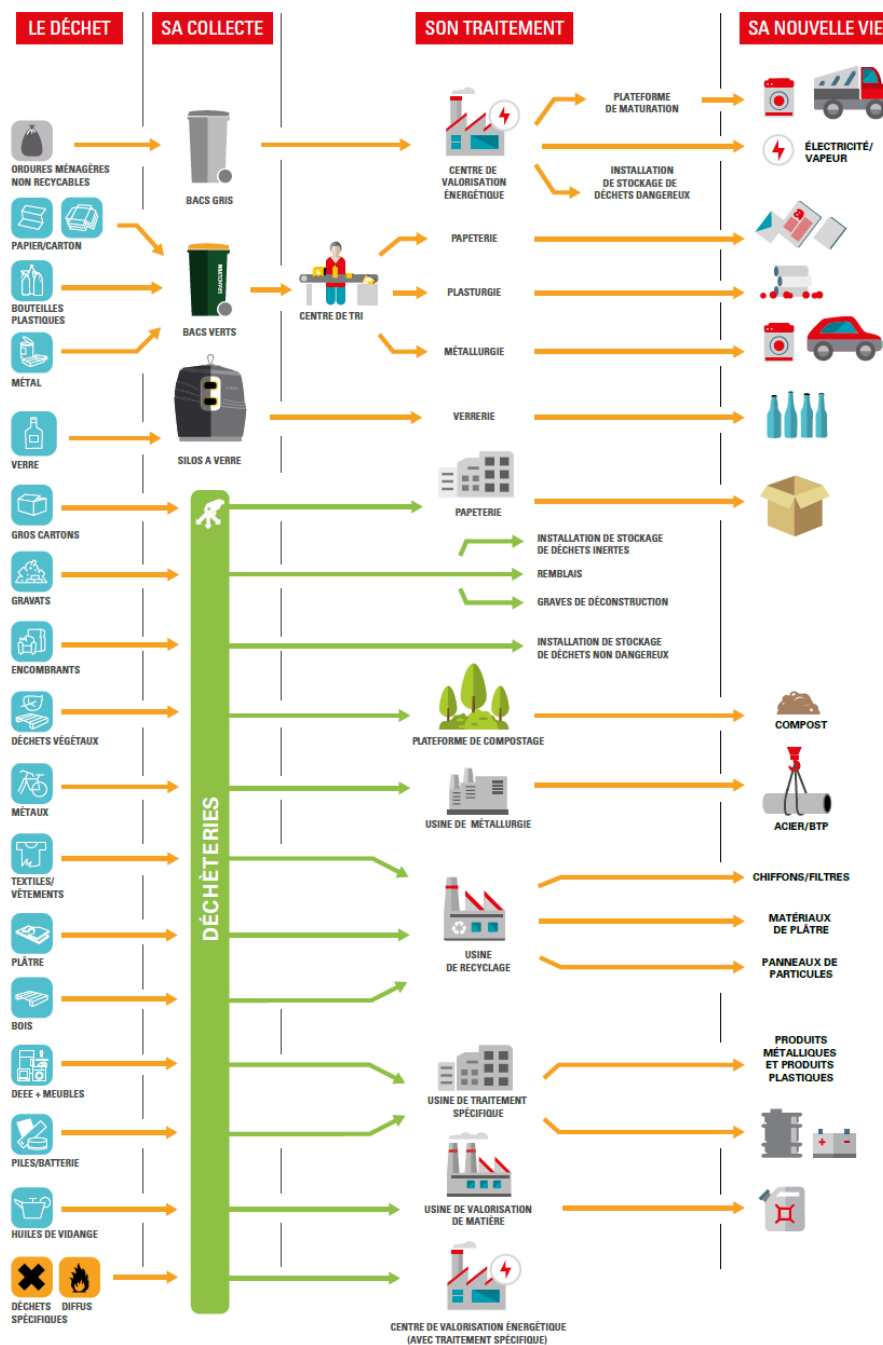 LE DÉCHET
SA COLLECTE
SON TRAITEMENT
SA NOUVELLE VIE
ORDURES MÉNAGÈRES
NON RECYCABLES
BACS GRIS
CENTRE DE
VALORISATION
ÉNERGÉTIQUE
PLATEFORME
DE MATURATION
INSTALLATION
DE STOCKAGE DE
DÉCHETS DANGEREUX
ÉLECTRICITÉ/
VAPEUR
PAPIER/CARTON
BOUTEILLES
PLASTIQUES
MÉTAL
GRANDLYON
BACS VERTS
CENTRE DE TRI
PAPETERIE
PLASTURGIE
MÉTALLURGIE
VERRE
SILOS A VERRE
VERRERIE
GROS CARTONS
PAPETERIE
GRAVATS
INSTALLATION DE STOCKAGE
DE DÉCHETS INERTES
REMBLAIS
GRAVES DE DÉCONSTRUCTION
ENCOMBRANTS
INSTALLATION DE STOCKAGE
DE DÉCHETS NON DANGEREUX
DÉCHETS VÉGÉTAUX
PLATEFORME DE COMPOSTAGE
COMPOST
MÉTAUX
USINE DE MÉTALLURGIE
ACIER/BTP
DÉCHÈTERIES
TEXTILES/
VÊTEMENTS
PLÂTRE
BOIS
USINE
DE RECYCLAGE
CHIFFONS/FILTRES
MATÉRIAUX
DE PLÂTRE
PANNEAUX DE
PARTICULES
DEEE + MEUBLES
PILES/BATTERIE
USINE DE TRAITEMENT
SPÉCIFIQUE
PRODUITS
MÉTALLIQUES
ET PRODUITS
PLASTIQUES
+ -
HUILES DE VIDANGE
USINE DE VALORISATION
DE MATIÈRE
DÉCHETS
SPÉCIFIQUES
DIFFUS
CENTRE DE VALORISATION ÉNERGÉTIQUE
(AVEC TRAITEMENT SPÉCIFIQUE)